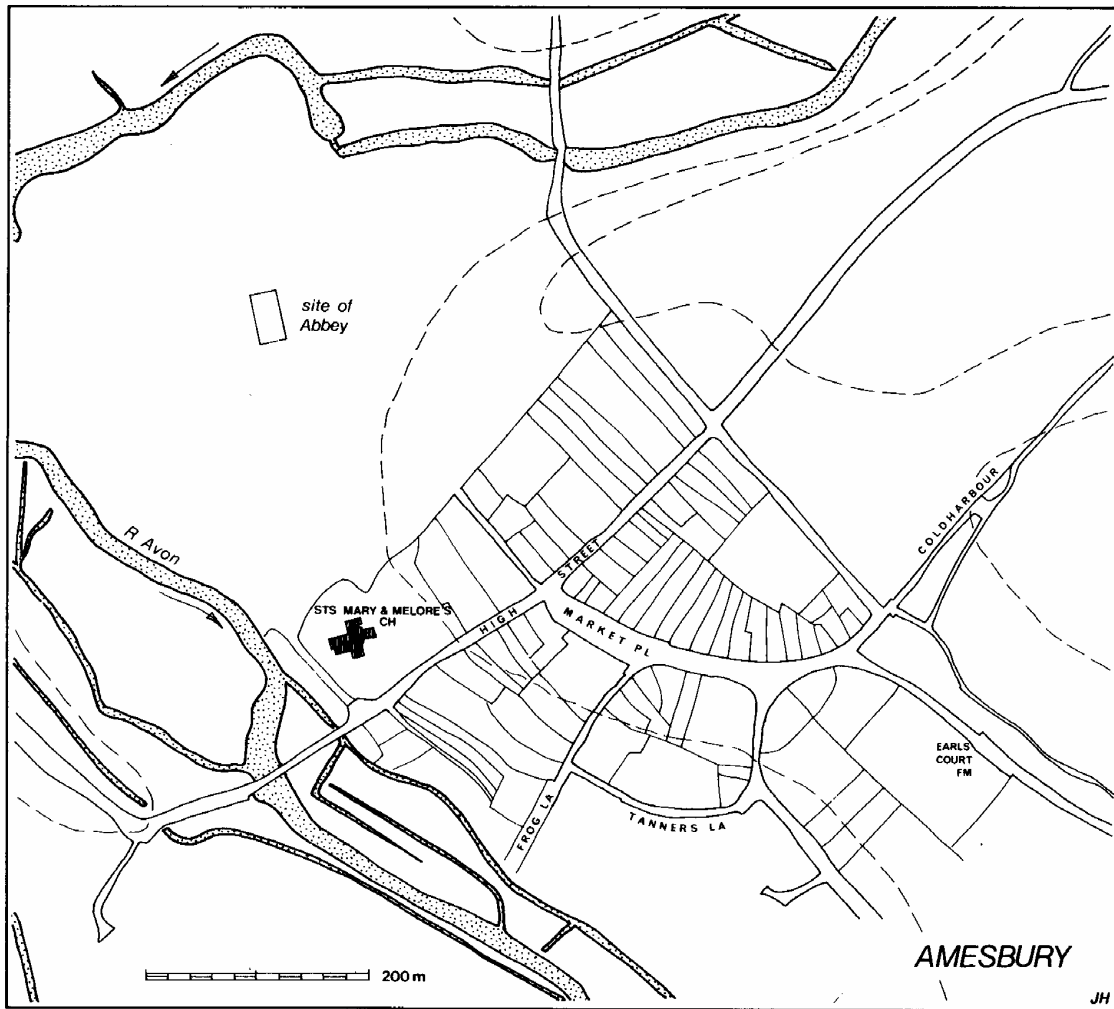 site of
Abbey
R Avon
STS MARY & MELORE'S
CH
HIGH STREET
MARKET PL
COLDHARBOUR
FROG LA
TANNERS LA
EARLS
COURT
FM
200 m
AMESBURY
JH